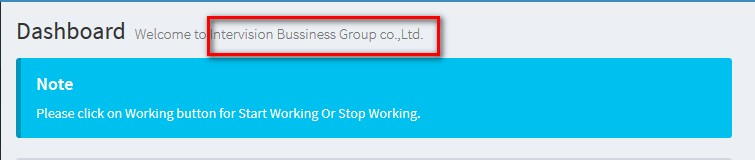 Dashboard Welcome to Intervision Bussiness Group co.,Ltd.
Note
Please click on Working button for Start Working Or Stop Working.